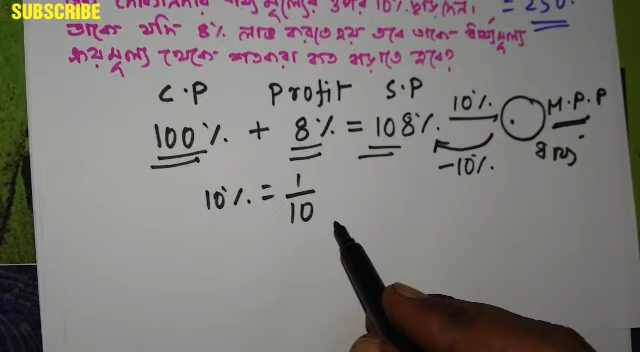 SUBSCRIBE
ছাড় দেন। = 250.
তাকে যদি 8% লাভ করতে হয় তবে তাকে ধার্য্যমূল্য
ক্রয়মূল্য থেকে শতকরা কত বাড়াতে হবে?
C.P Profit S.P
100% + 8% = 108% 10% M.P.P
-10%
10% = 1/10